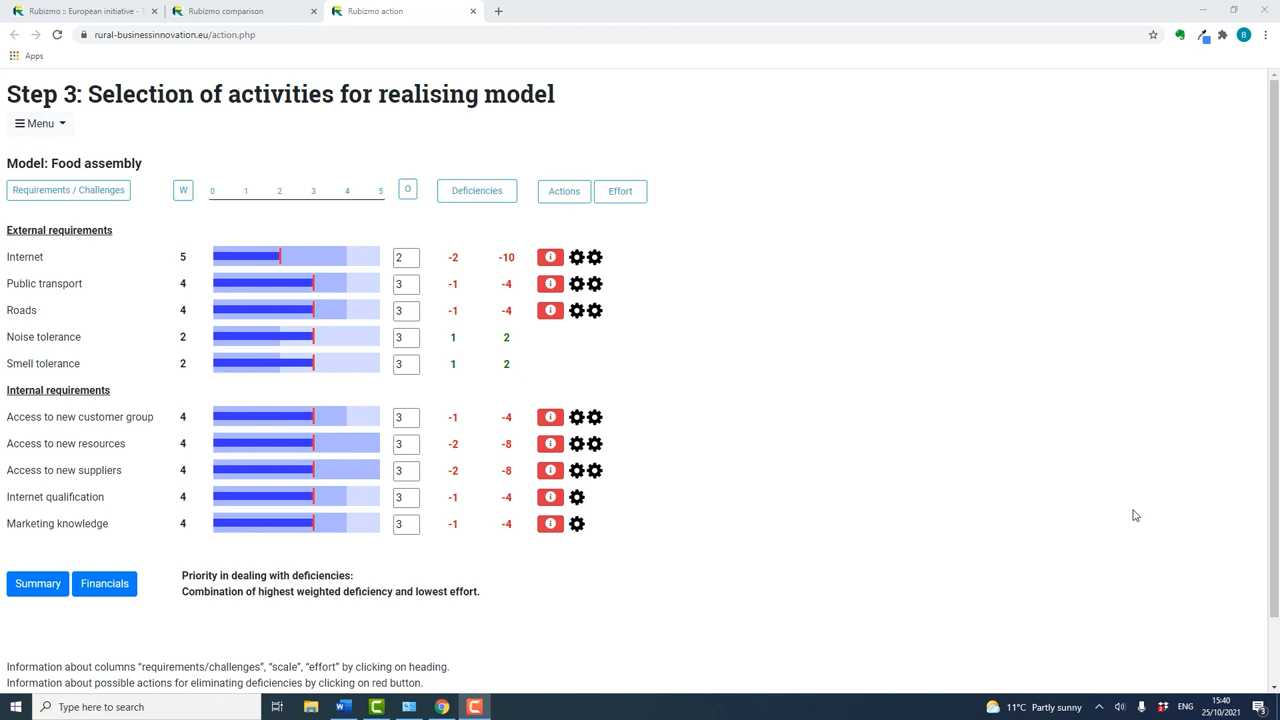 Rubizmo :: European initiative - T
Rubizmo comparison
Rubizmo action
rural-businessinnovation.eu/action.php
B
Apps
Step 3: Selection of activities for realising model
Menu
Model: Food assembly
Requirements / Challenges W 0 1 2 3 4 5 O Deficiencies Actions Effort
External requirements
Internet 5 2 -2 -10
Public transport 4 3 -1 -4
Roads 4 3 -1 -4
Noise tolerance 2 3 1 2
Smell tolerance 2 3 1 2
Internal requirements
Access to new customer group 4 3 -1 -4
Access to new resources 4 3 -2 -8
Access to new suppliers 4 3 -2 -8
Internet qualification 4 3 -1 -4
Marketing knowledge 4 3 -1 -4
Summary Financials
Priority in dealing with deficiencies:
Combination of highest weighted deficiency and lowest effort.
Information about columns “requirements/challenges”, “scale”, “effort” by clicking on heading.
Information about possible actions for eliminating deficiencies by clicking on red button.
Type here to search
11°C Partly sunny
ENG
15:40
25/10/2021
3